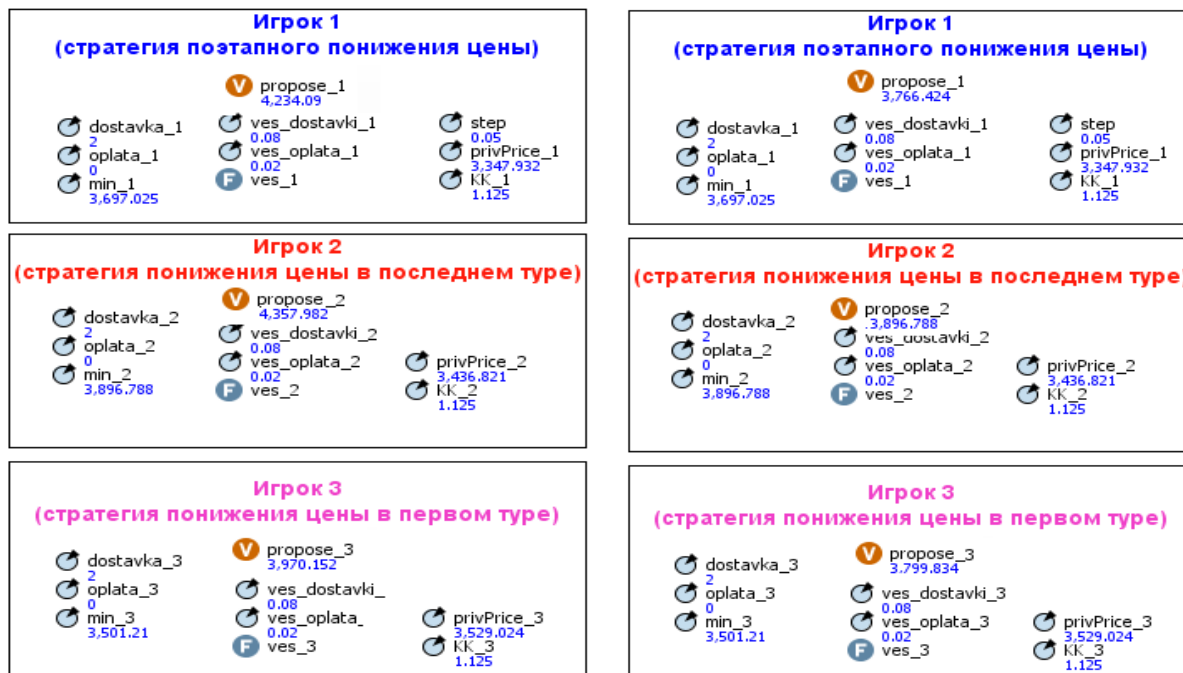 Игрок 1
(стратегия поэтапного понижения цены)
V propose_1
4,234.09
dostavka_1
2
oplata_1
0
min_1
3,697.025
ves_dostavki_1
0.08
ves_oplata_1
0.02
F ves_1
step
0.05
privPrice_1
3,347.932
KK_1
1.125
Игрок 2
(стратегия понижения цены в последнем туре)
V propose_2
4,357.982
dostavka_2
2
oplata_2
0
min_2
3,896.788
ves_dostavki_2
0.08
ves_oplata_2
0.02
F ves_2
privPrice_2
3,436.821
KK_2
1.125
Игрок 3
(стратегия понижения цены в первом туре)
V propose_3
3,970.152
dostavka_3
2
oplata_3
0
min_3
3,501.21
ves_dostavki_
0.08
ves_oplata_
0.02
F ves_3
privPrice_3
3,529.024
KK_3
1.125
Игрок 1
(стратегия поэтапного понижения цены)
V propose_1
3,766.424
dostavka_1
2
oplata_1
0
min_1
3,697.025
ves_dostavki_1
0.08
ves_oplata_1
0.02
F ves_1
step
0.05
privPrice_1
3,347.932
KK_1
1.125
Игрок 2
(стратегия понижения цены в последнем туре)
V propose_2
3,896.788
dostavka_2
2
oplata_2
0
min_2
3,896.788
ves_dostavki_2
0.08
ves_oplata_2
0.02
F ves_2
privPrice_2
3,436.821
KK_2
1.125
Игрок 3
(стратегия понижения цены в первом туре)
V propose_3
3,799.834
dostavka_3
2
oplata_3
0
min_3
3,501.21
ves_dostavki_3
0.08
ves_oplata_3
0.02
F ves_3
privPrice_3
3,529.024
KK_3
1.125